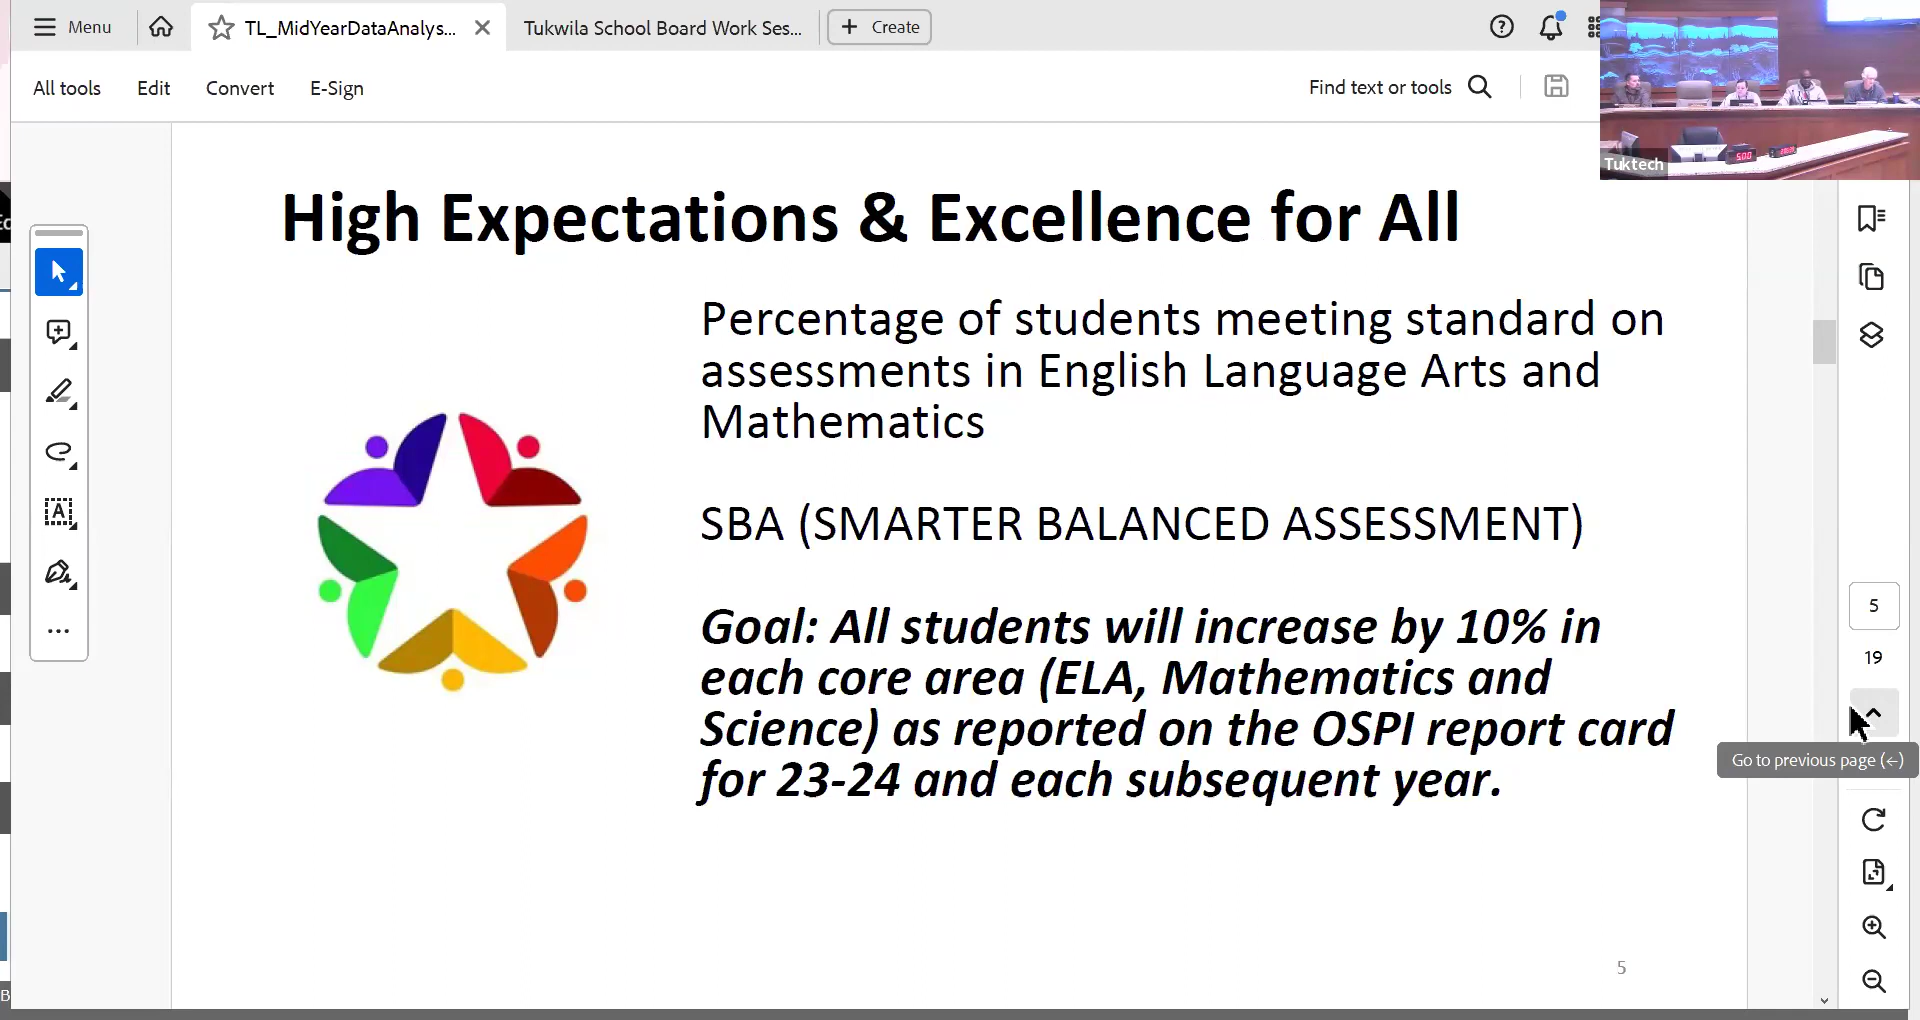 Menu
TL_MidYearDataAnalys...
Tukwila School Board Work Ses...
Create
All tools
Edit
Convert
E-Sign
Find text or tools
Tuktech
High Expectations & Excellence for All
Percentage of students meeting standard on
assessments in English Language Arts and
Mathematics
SBA (SMARTER BALANCED ASSESSMENT)
Goal: All students will increase by 10% in
each core area (ELA, Mathematics and
Science) as reported on the OSPI report card
for 23-24 and each subsequent year.
5
19
Go to previous page (←)
5